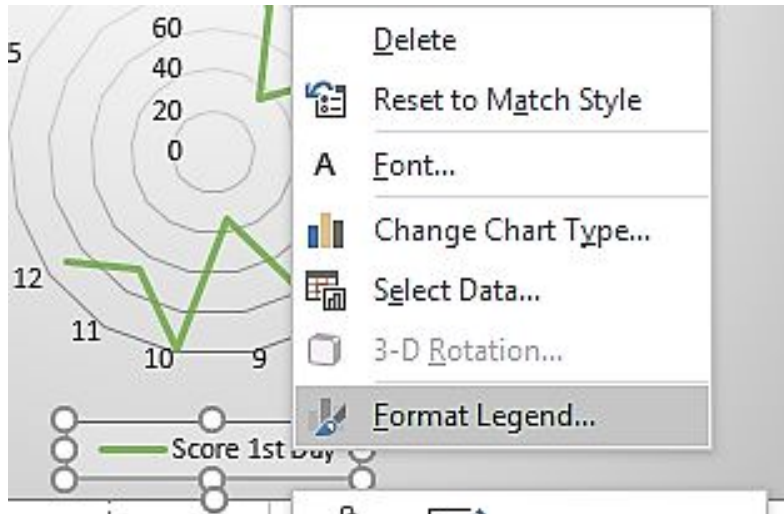 60
5
40
20
0
12
11
10
9
Score 1st Day
Delete
Reset to Match Style
Font...
Change Chart Type...
Select Data...
3-D Rotation...
Format Legend...